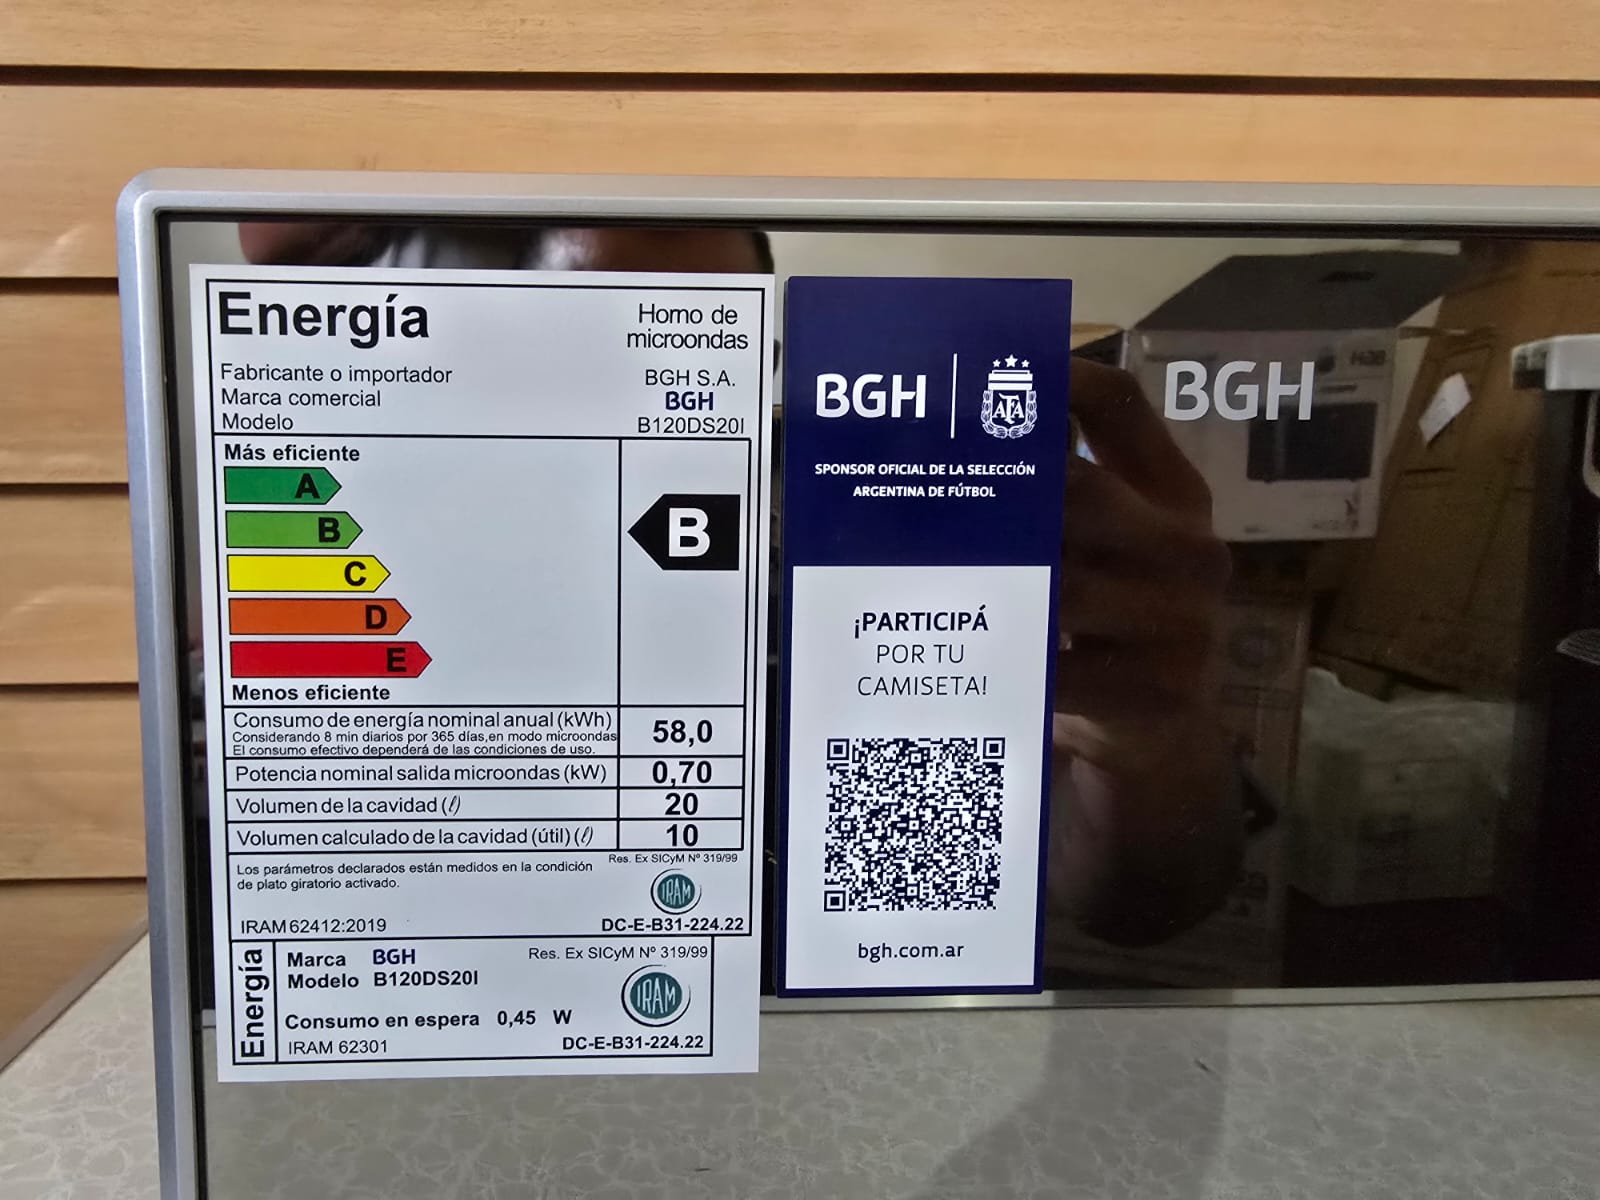 Energía
Horno de
microondas
Fabricante o importador
BGH S.A.
Marca comercial
BGH
Modelo
B120DS20I
Más eficiente
A
B
C
D
E
B
Menos eficiente
Consumo de energía nominal anual (kWh)
Considerando 8 min diarios por 365 días,en modo microondas
El consumo efectivo dependerá de las condiciones de uso.
58,0
Potencia nominal salida microondas (kW)
0,70
Volumen de la cavidad (ℓ)
20
Volumen calculado de la cavidad (útil) (ℓ)
10
Los parámetros declarados están medidos en la condición
de plato giratorio activado.
Res. Ex SICyM Nº 319/99
IRAM
IRAM 62412:2019
DC-E-B31-224.22
Energía
Marca BGH
Res. Ex SICyM Nº 319/99
Modelo B120DS20I
IRAM
Consumo en espera 0,45 W
IRAM 62301
DC-E-B31-224.22
BGH
AFA
SPONSOR OFICIAL DE LA SELECCIÓN
ARGENTINA DE FÚTBOL
¡PARTICIPÁ
POR TU
CAMISETA!
bgh.com.ar
BGH